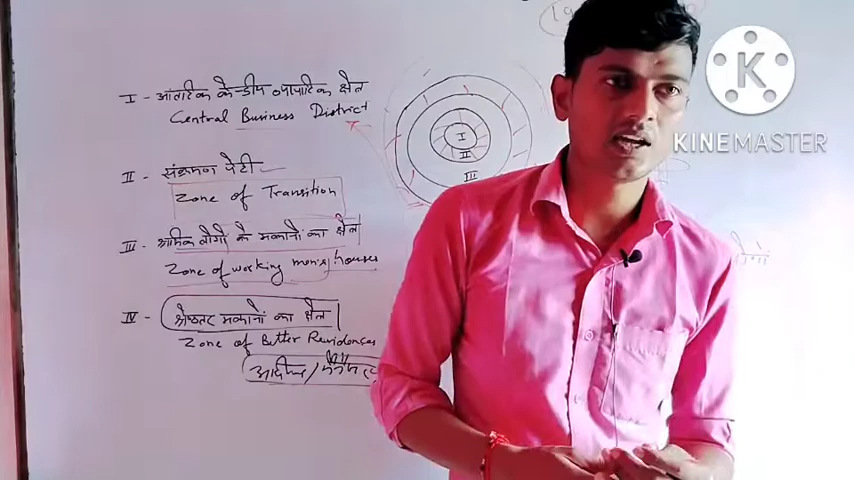 I - आंतरिक केन्द्रीय व्यापारिक क्षेत्र
Central Business District
II - संक्रमण पेटी
Zone of Transition
III - श्रमिक लोगों के मकानों का क्षेत्र
Zone of working men's houses
IV - श्रेष्ठतर मकानों का क्षेत्र
Zone of Better Residences
I
II
III
K
KINEMASTER